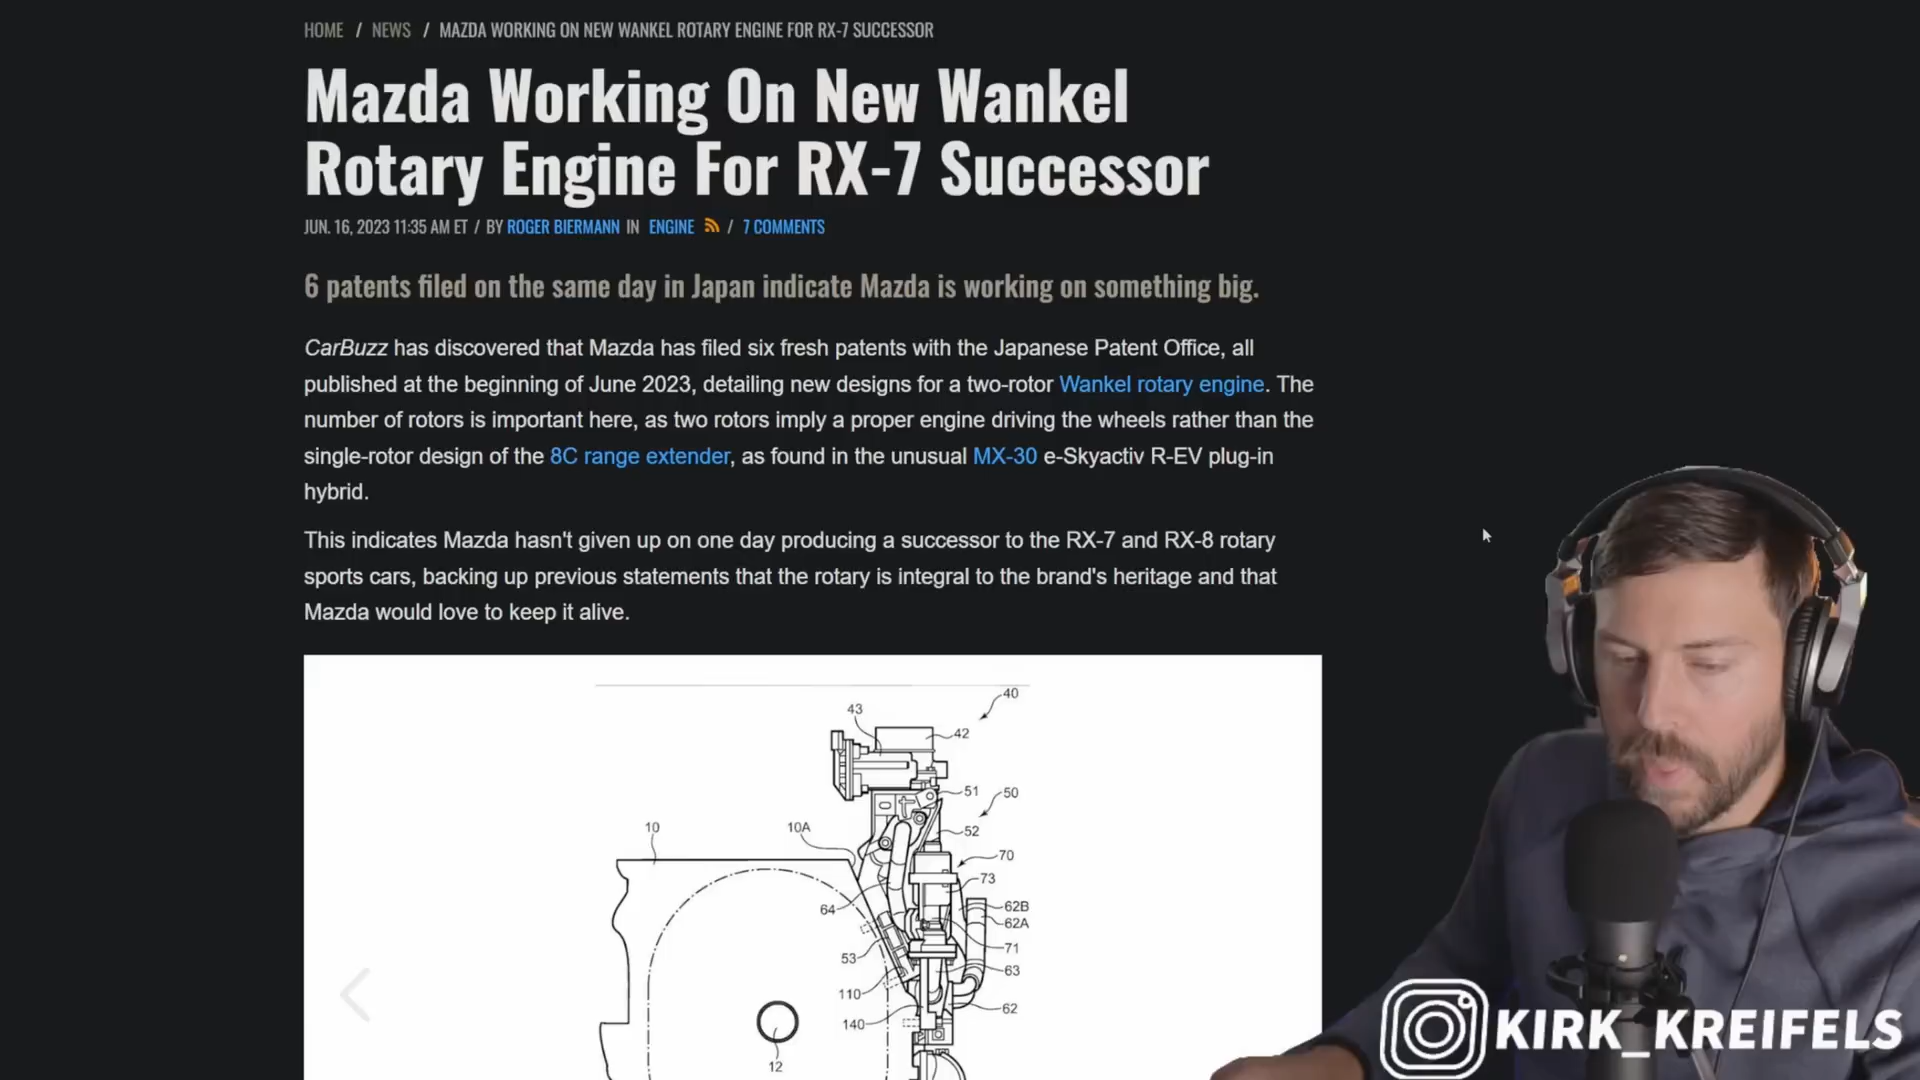 HOME / NEWS / MAZDA WORKING ON NEW WANKEL ROTARY ENGINE FOR RX-7 SUCCESSOR
Mazda Working On New Wankel
Rotary Engine For RX-7 Successor
JUN. 16, 2023 11:35 AM ET / BY ROGER BIERMANN IN ENGINE / 7 COMMENTS
6 patents filed on the same day in Japan indicate Mazda is working on something big.
CarBuzz has discovered that Mazda has filed six fresh patents with the Japanese Patent Office, all
published at the beginning of June 2023, detailing new designs for a two-rotor Wankel rotary engine. The
number of rotors is important here, as two rotors imply a proper engine driving the wheels rather than the
single-rotor design of the 8C range extender, as found in the unusual MX-30 e-Skyactiv R-EV plug-in
hybrid.
This indicates Mazda hasn't given up on one day producing a successor to the RX-7 and RX-8 rotary
sports cars, backing up previous statements that the rotary is integral to the brand's heritage and that
Mazda would love to keep it alive.
40
43
42
51
50
52
10
10A
70
73
64
62B
62A
71
53
63
110
62
140
12
KIRK_KREIFELS